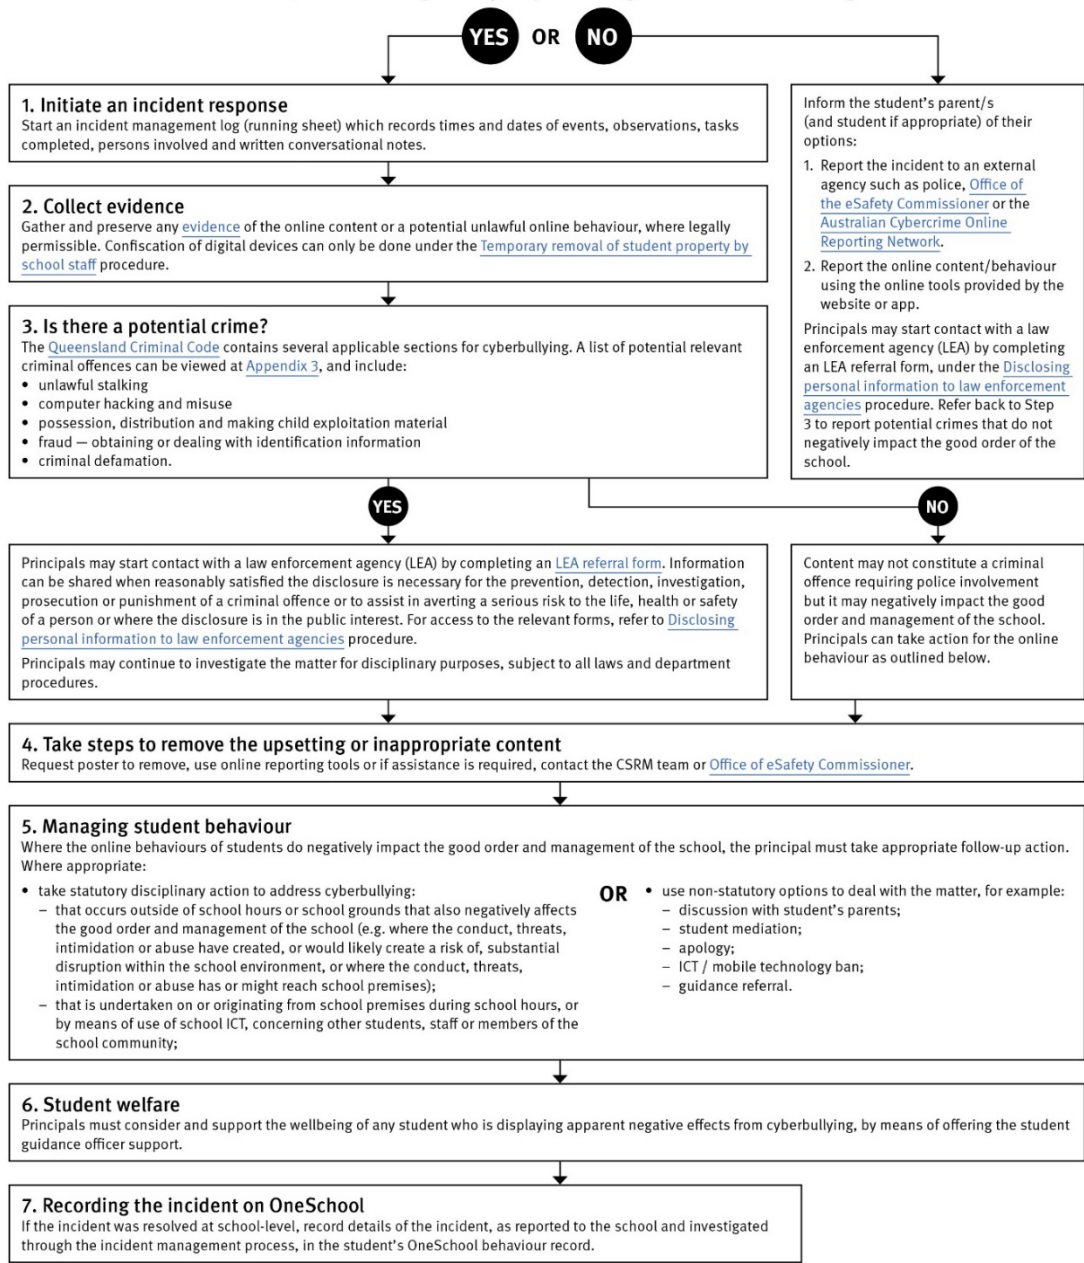 YES OR NO
1. Initiate an incident response
Start an incident management log (running sheet) which records times and dates of events, observations, tasks
completed, persons involved and written conversational notes.
2. Collect evidence
Gather and preserve any evidence of the online content or a potential unlawful online behaviour, where legally
permissible. Confiscation of digital devices can only be done under the Temporary removal of student property by
school staff procedure.
3. Is there a potential crime?
The Queensland Criminal Code contains several applicable sections for cyberbullying. A list of potential relevant
criminal offences can be viewed at Appendix 3, and include:
• unlawful stalking
• computer hacking and misuse
• possession, distribution and making child exploitation material
• fraud — obtaining or dealing with identification information
• criminal defamation.
Inform the student's parent/s
(and student if appropriate) of their
options:
1. Report the incident to an external
agency such as police, Office of
the eSafety Commissioner or the
Australian Cybercrime Online
Reporting Network.
2. Report the online content/behaviour
using the online tools provided by the
website or app.
Principals may start contact with a law
enforcement agency (LEA) by completing
an LEA referral form, under the Disclosing
personal information to law enforcement
agencies procedure. Refer back to Step
3 to report potential crimes that do not
negatively impact the good order of the
school.
YES
NO
Principals may start contact with a law enforcement agency (LEA) by completing an LEA referral form. Information
can be shared when reasonably satisfied the disclosure is necessary for the prevention, detection, investigation,
prosecution or punishment of a criminal offence or to assist in averting a serious risk to the life, health or safety
of a person or where the disclosure is in the public interest. For access to the relevant forms, refer to Disclosing
personal information to law enforcement agencies procedure.
Principals may continue to investigate the matter for disciplinary purposes, subject to all laws and department
procedures.
Content may not constitute a criminal
offence requiring police involvement
but it may negatively impact the good
order and management of the school.
Principals can take action for the online
behaviour as outlined below.
4. Take steps to remove the upsetting or inappropriate content
Request poster to remove, use online reporting tools or if assistance is required, contact the CSRM team or Office of eSafety Commissioner.
5. Managing student behaviour
Where the online behaviours of students do negatively impact the good order and management of the school, the principal must take appropriate follow-up action.
Where appropriate:
• take statutory disciplinary action to address cyberbullying:
– that occurs outside of school hours or school grounds that also negatively affects
the good order and management of the school (e.g. where the conduct, threats,
intimidation or abuse have created, or would likely create a risk of, substantial
disruption within the school environment, or where the conduct, threats,
intimidation or abuse has or might reach school premises);
– that is undertaken on or originating from school premises during school hours, or
by means of use of school ICT, concerning other students, staff or members of the
school community;
OR
• use non-statutory options to deal with the matter, for example:
– discussion with student's parents;
– student mediation;
– apology;
– ICT / mobile technology ban;
– guidance referral.
6. Student welfare
Principals must consider and support the wellbeing of any student who is displaying apparent negative effects from cyberbullying, by means of offering the student
guidance officer support.
7. Recording the incident on OneSchool
If the incident was resolved at school-level, record details of the incident, as reported to the school and investigated
through the incident management process, in the student's OneSchool behaviour record.